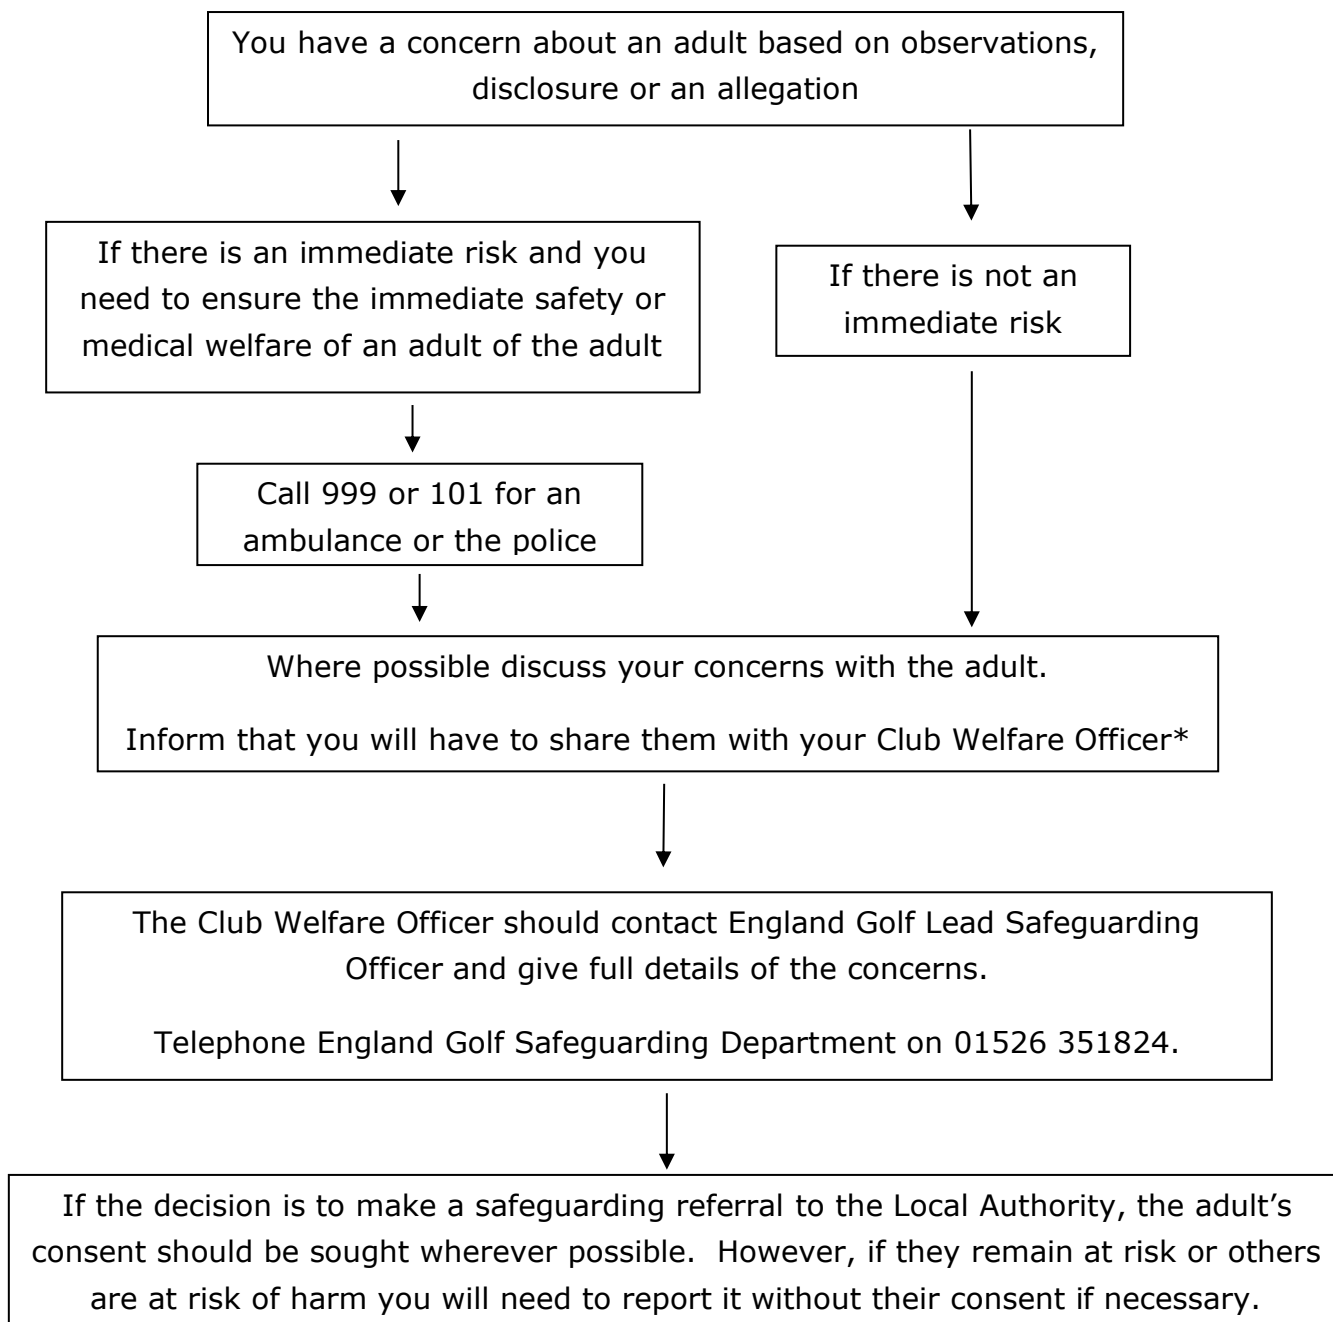 You have a concern about an adult based on observations,
disclosure or an allegation
If there is an immediate risk and you
need to ensure the immediate safety or
medical welfare of an adult of the adult
If there is not an
immediate risk
Call 999 or 101 for an
ambulance or the police
Where possible discuss your concerns with the adult.
Inform that you will have to share them with your Club Welfare Officer*
The Club Welfare Officer should contact England Golf Lead Safeguarding
Officer and give full details of the concerns.
Telephone England Golf Safeguarding Department on 01526 351824.
If the decision is to make a safeguarding referral to the Local Authority, the adult’s
consent should be sought wherever possible.  However, if they remain at risk or others
are at risk of harm you will need to report it without their consent if necessary.